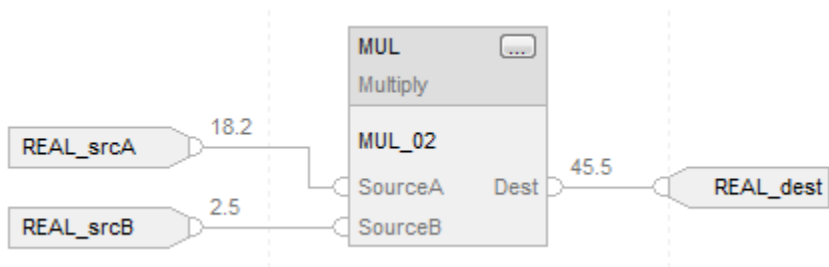 MUL ...
Multiply
18.2
REAL_srcA
MUL_02
SourceA Dest
45.5
REAL_dest
2.5
REAL_srcB
SourceB